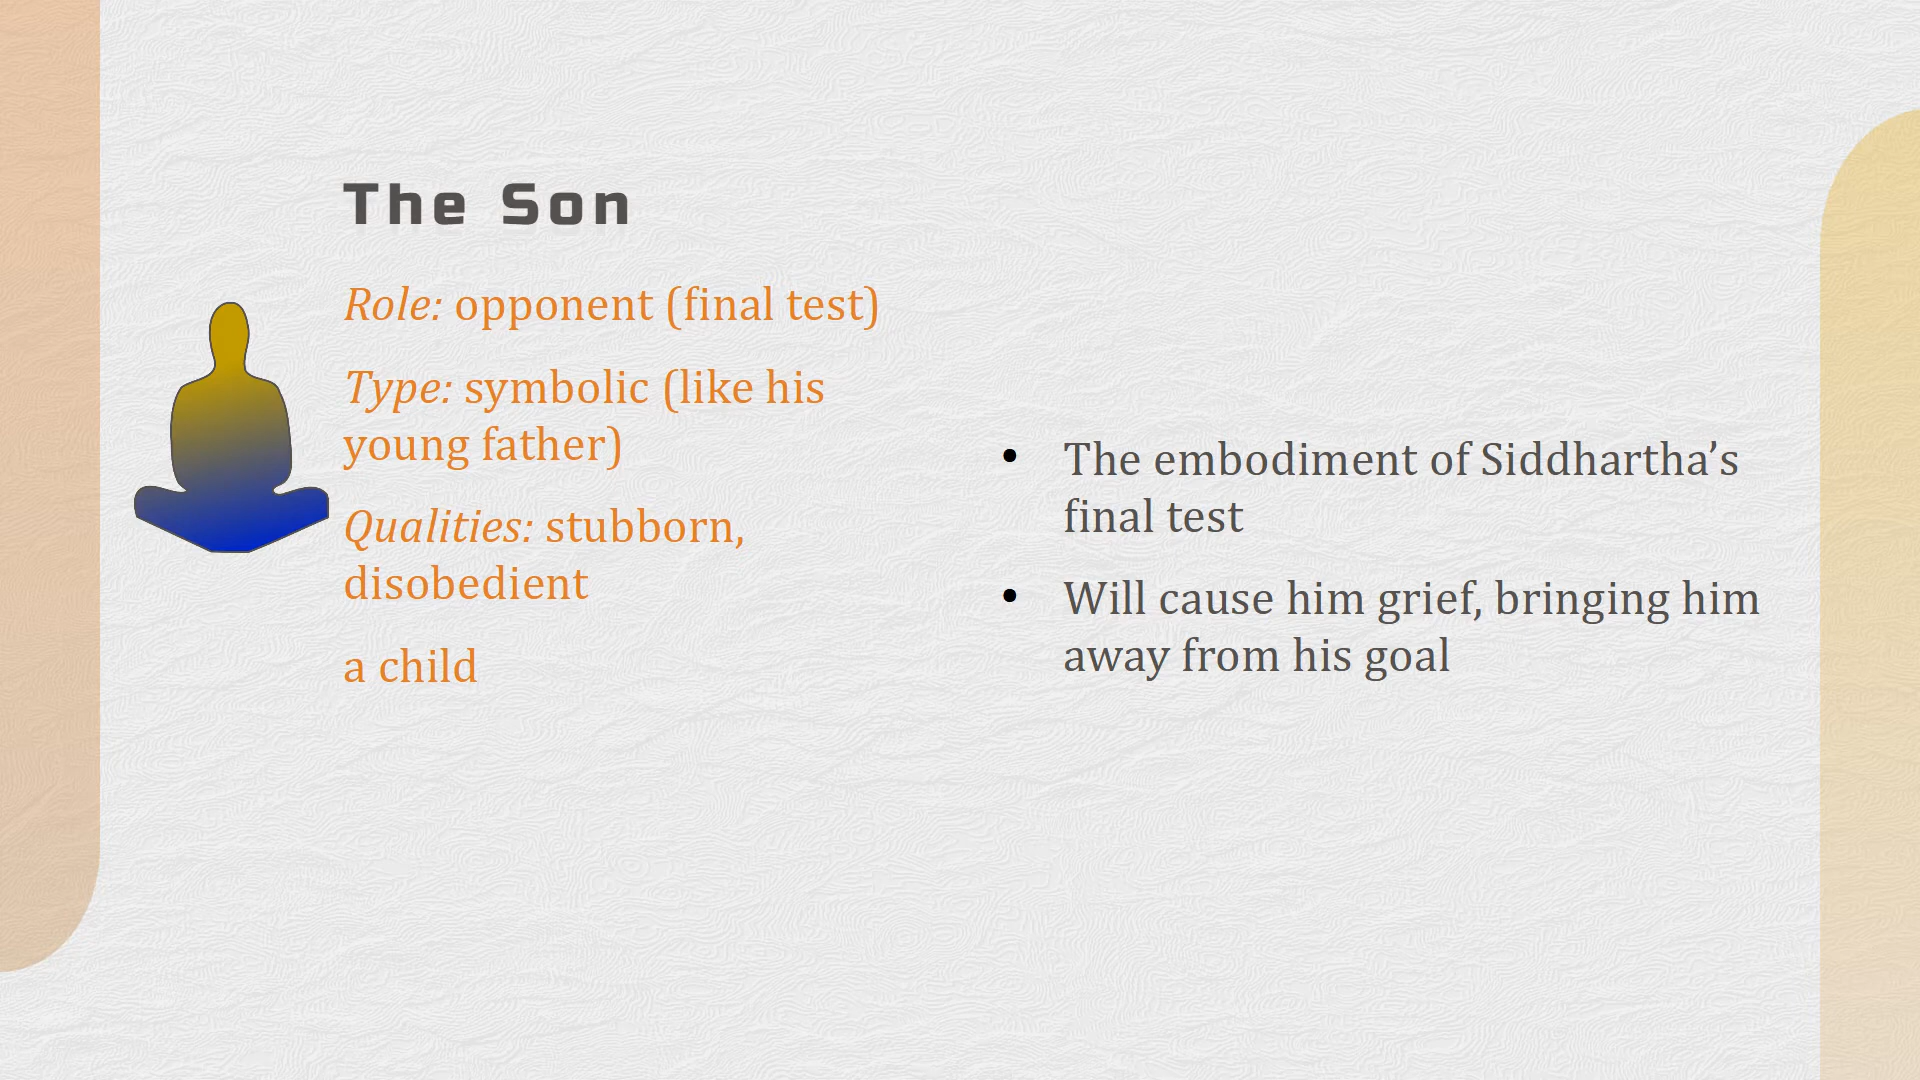 The Son
Role: opponent (final test)
Type: symbolic (like his
young father)
Qualities: stubborn,
disobedient
a child
• The embodiment of Siddhartha’s
final test
• Will cause him grief, bringing him
away from his goal